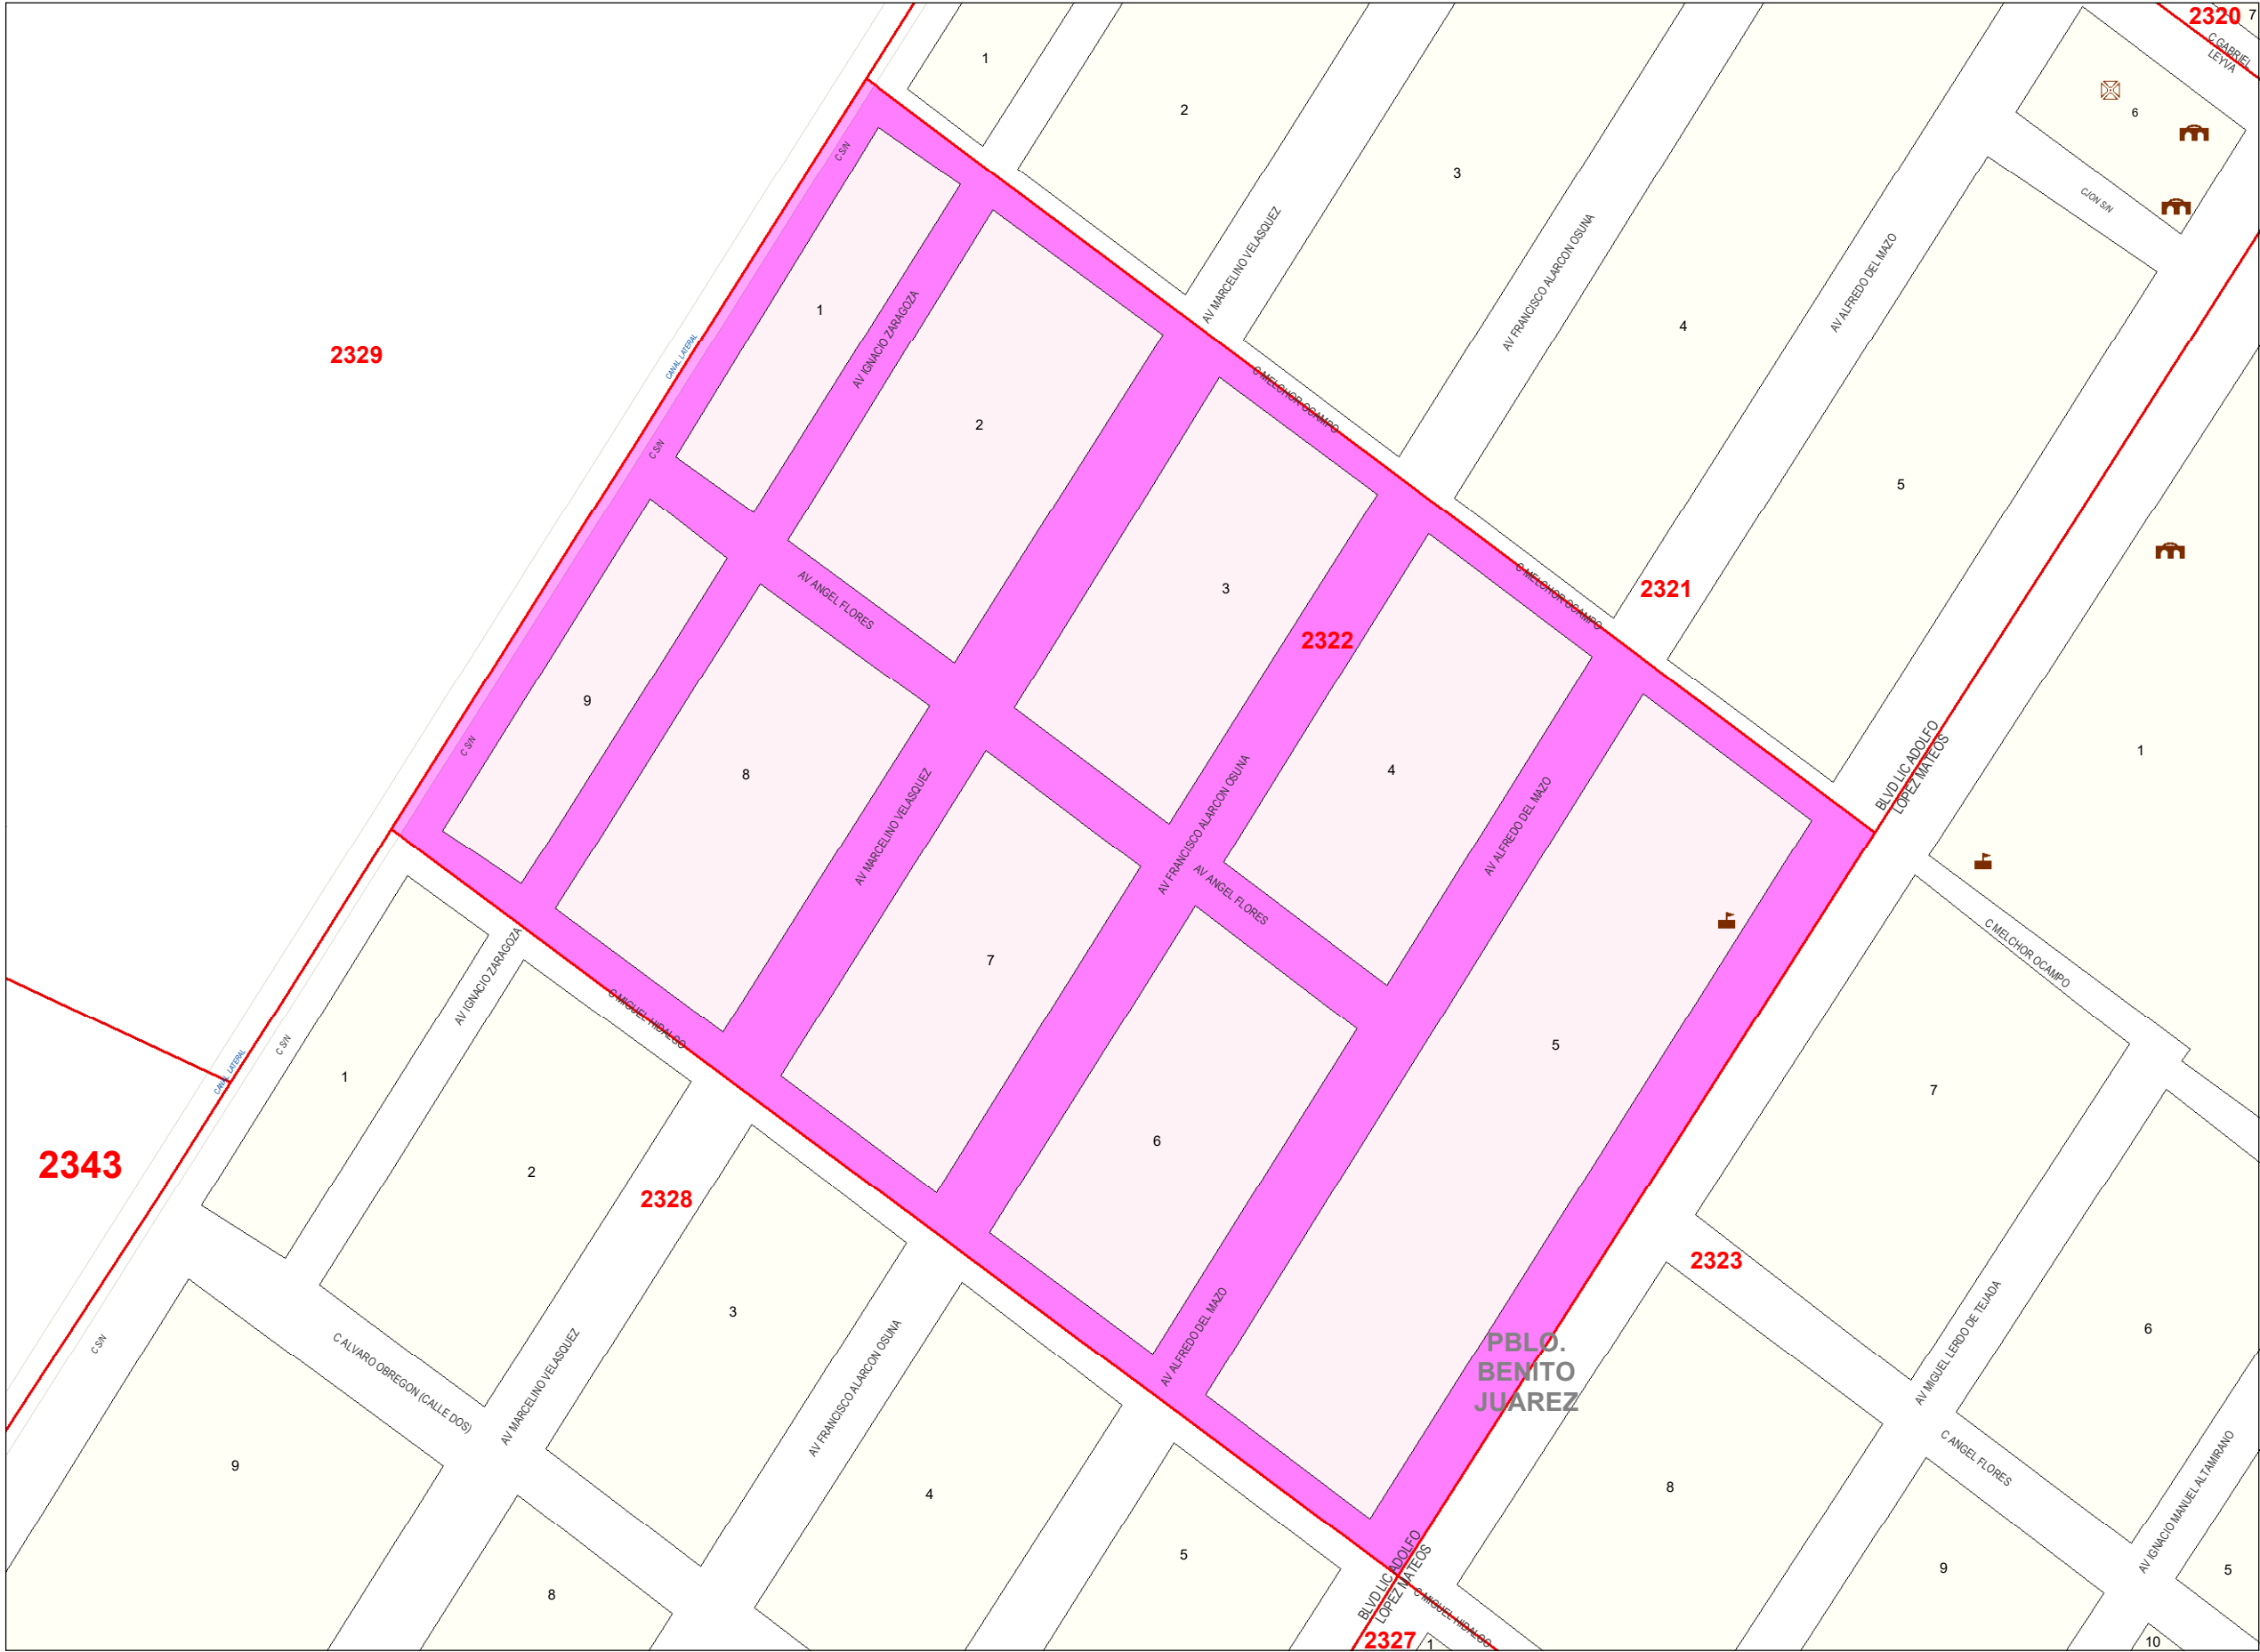 2320
7
C GABRIEL
LEYVA
1
2
6
3
C S/N
CJON S/N
AV MARCELINO VELASQUEZ
AV FRANCISCO ALARCON OSUNA
AV ALFREDO DEL MAZO
1
4
AV IGNACIO ZARAGOZA
2329
CANAL LATERAL
C MELCHOR OCAMPO
2
C S/N
5
3
2321
C MELCHOR OCAMPO
AV ANGEL FLORES
2322
9
C S/N
8
4
1
BLVD LIC ADOLFO
LOPEZ MATEOS
AV MARCELINO VELASQUEZ
AV FRANCISCO ALARCON OSUNA
AV ALFREDO DEL MAZO
AV ANGEL FLORES
C MELCHOR OCAMPO
AV IGNACIO ZARAGOZA
7
C MIGUEL HIDALGO
C S/N
5
CANAL LATERAL
1
7
6
2343
2
2328
2323
3
C S/N
C ALVARO OBREGON (CALLE DOS)
AV MARCELINO VELASQUEZ
AV FRANCISCO ALARCON OSUNA
AV ALFREDO DEL MAZO
PBLO.
BENITO
JUAREZ
AV MIGUEL LERDO DE TEJADA
6
C ANGEL FLORES
9
4
8
AV IGNACIO MANUEL ALTAMIRANO
5
8
BLVD LIC ADOLFO
LOPEZ MATEOS
C MIGUEL HIDALGO
9
5
2327
1
10